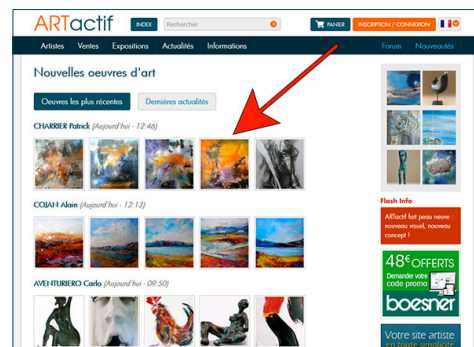 ARTactif
INDEX
Rechercher
PANIER
INSCRIPTION / CONNEXION
Artistes Ventes Expositions Actualités Informations Forum Nouveautés
Nouvelles oeuvres d'art
Oeuvres les plus récentes
Dernières actualités
CHARRIER Patrick (Aujourd'hui - 12:46)
COJAN Alain (Aujourd'hui - 12:13)
AVENTURIERO Carlo (Aujourd'hui - 09:50)
Flash Info
ARTactif fait peau neuve :
nouveau visuel, nouveau
concept !
48€ OFFERTS
Demander votre
code promo
boesner
Votre site artiste
en toute simplicité